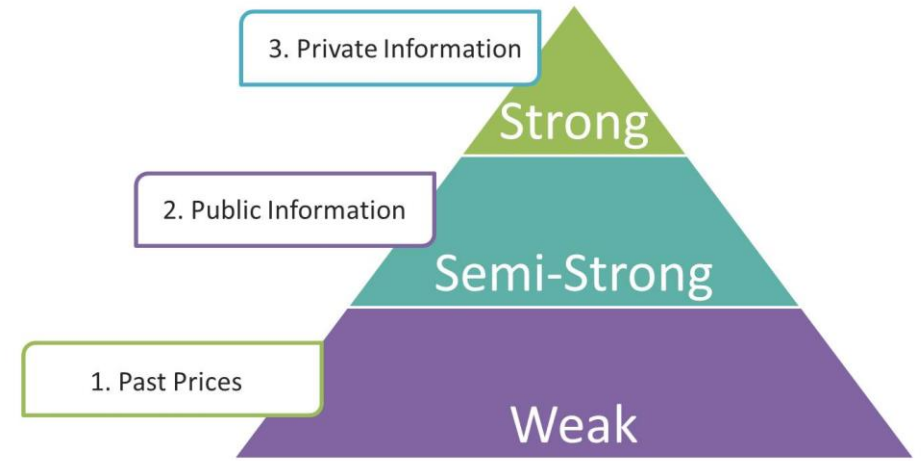 3. Private Information
Strong
2. Public Information
Semi-Strong
1. Past Prices
Weak